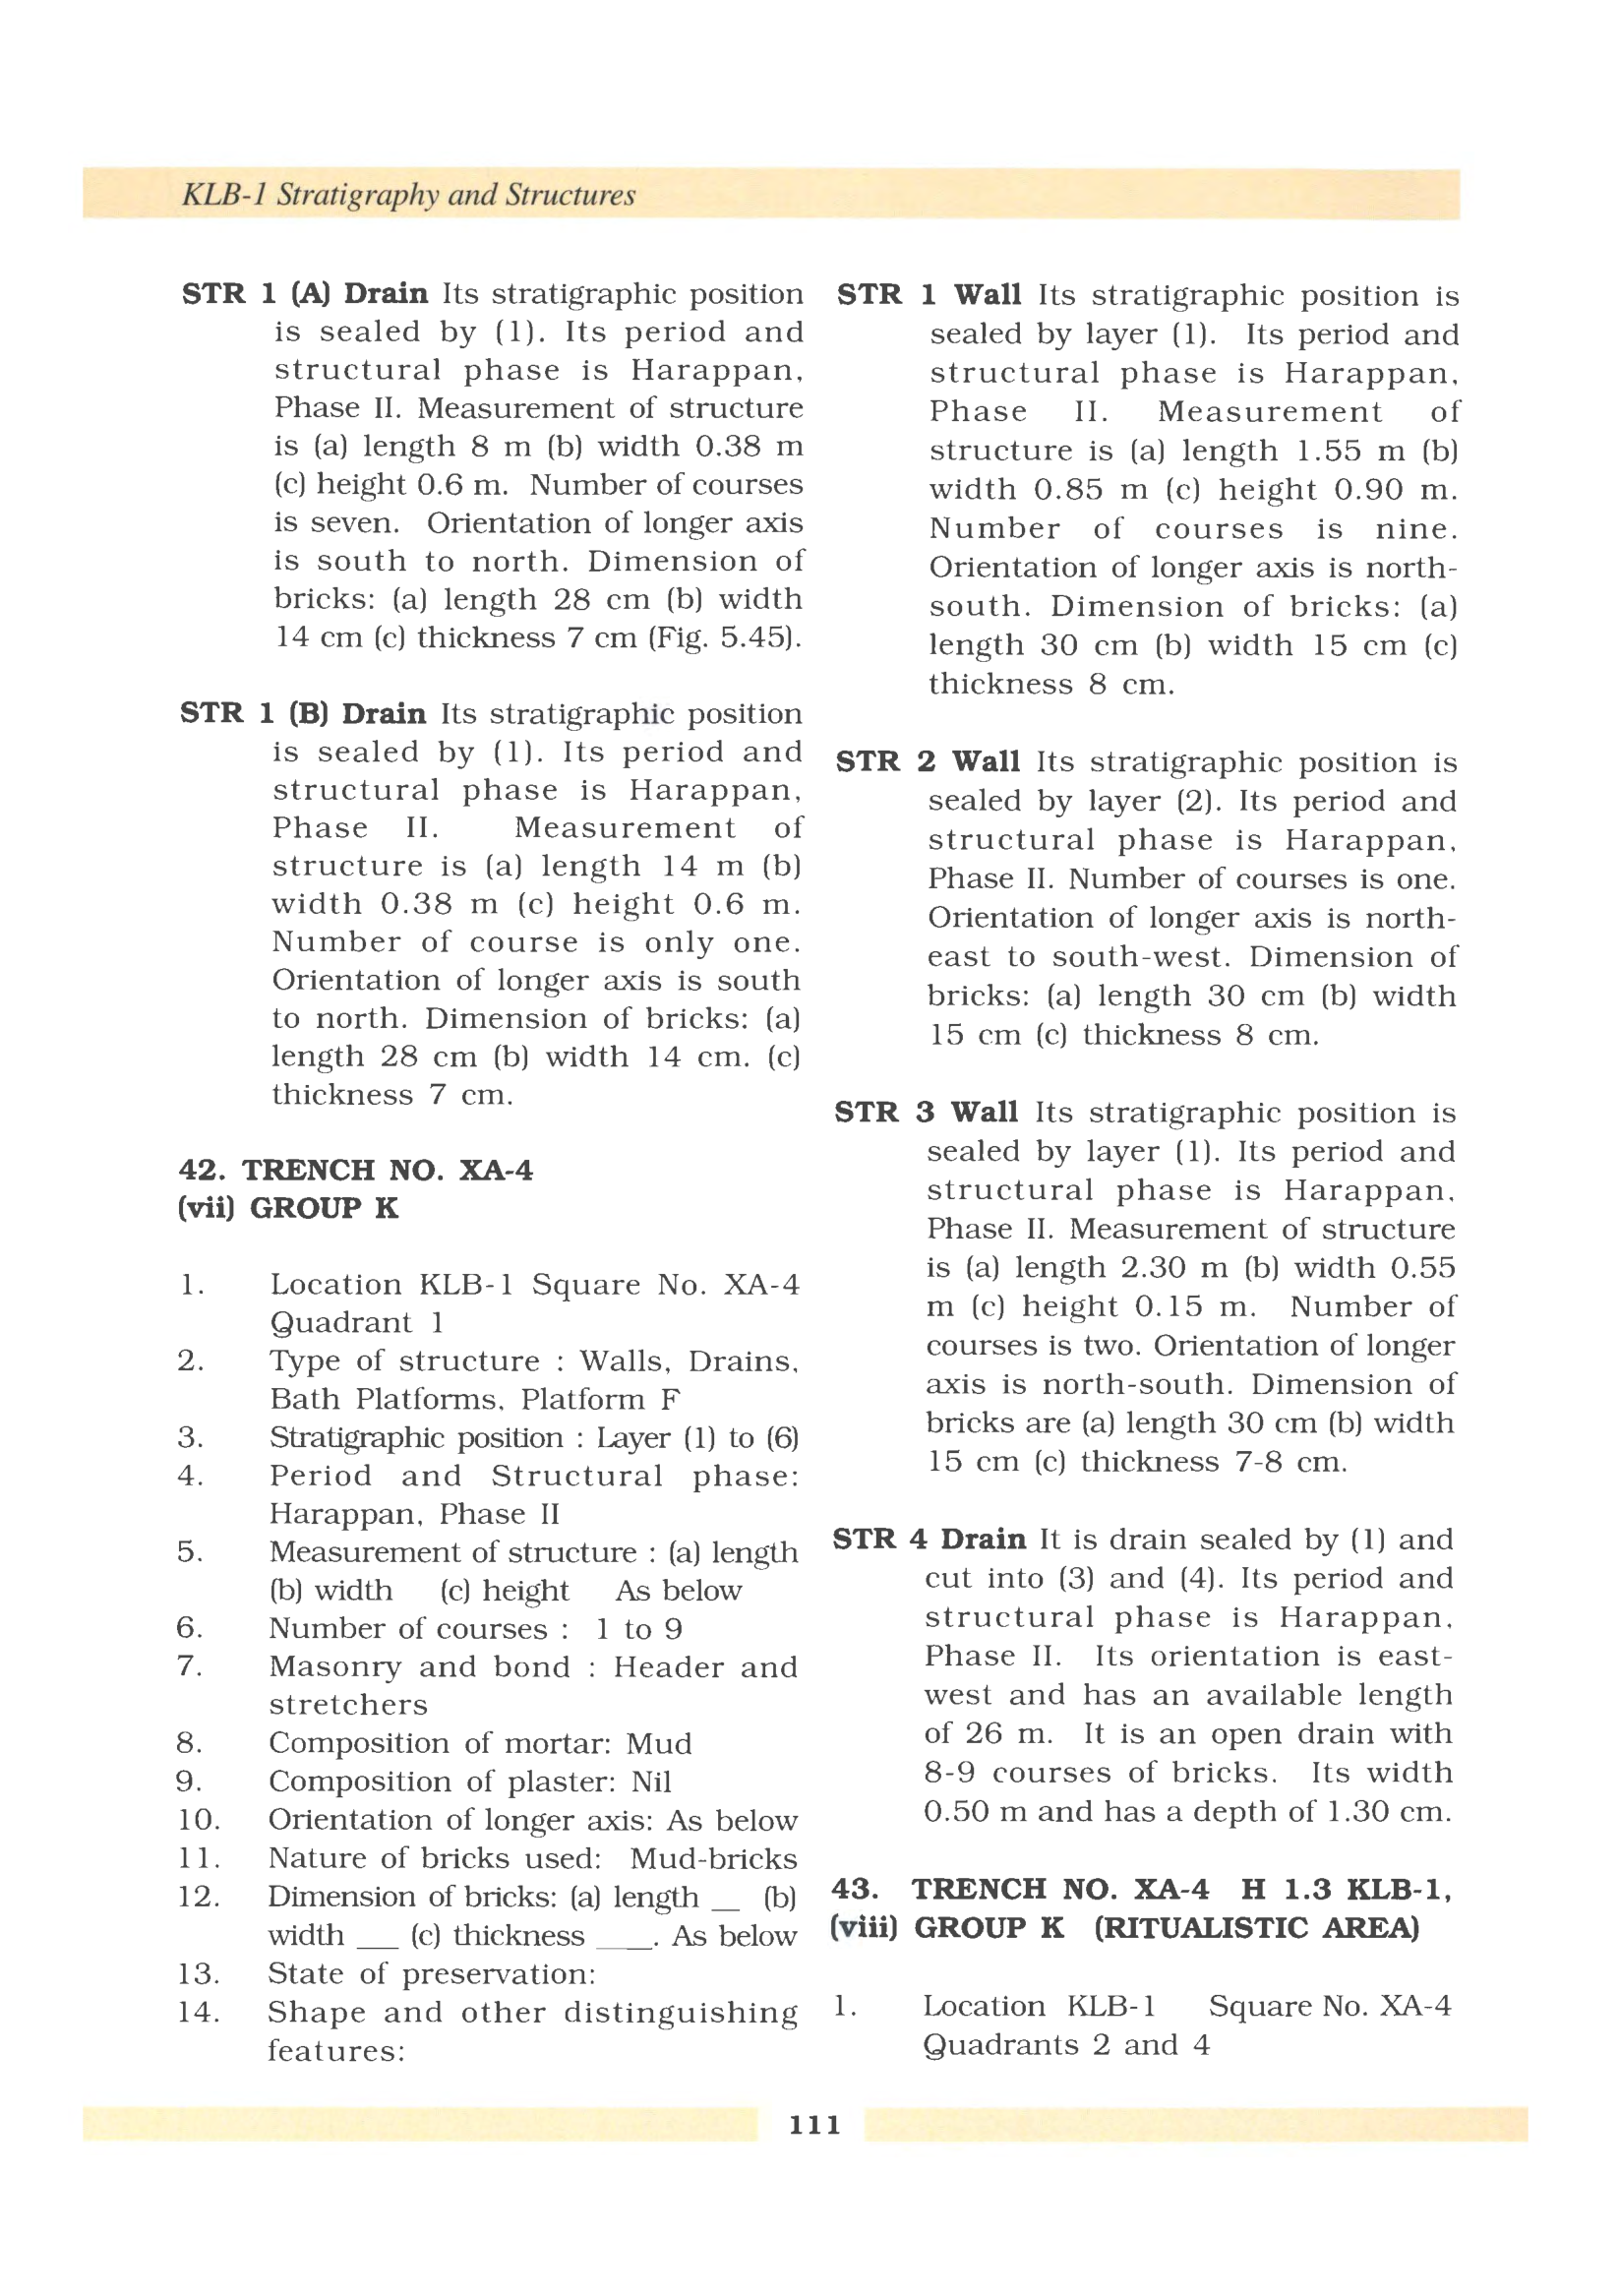 KLB-1 Stratigraphy and Structures
STR 1 (A) Drain Its stratigraphic position
is sealed by (1). Its period and
structural phase is Harappan,
Phase II. Measurement of structure
is (a) length 8 m (b) width 0.38 m
(c) height 0.6 m. Number of courses
is seven. Orientation of longer axis
is south to north. Dimension of
bricks: (a) length 28 cm (b) width
14 cm (c) thickness 7 cm (Fig. 5.45).
STR 1 (B) Drain Its stratigraphic position
is sealed by (1). Its period and
structural phase is Harappan,
Phase II. Measurement of
structure is (a) length 14 m (b)
width 0.38 m (c) height 0.6 m.
Number of course is only one.
Orientation of longer axis is south
to north. Dimension of bricks: (a)
length 28 cm (b) width 14 cm. (c)
thickness 7 cm.
42. TRENCH NO. XA-4
(vii) GROUP K
1. Location KLB-1 Square No. XA-4
Quadrant 1
2. Type of structure : Walls, Drains,
Bath Platforms, Platform F
3. Stratigraphic position : Layer (1) to (6)
4. Period and Structural phase:
Harappan, Phase II
5. Measurement of structure : (a) length
(b) width (c) height As below
6. Number of courses : 1 to 9
7. Masonry and bond : Header and
stretchers
8. Composition of mortar: Mud
9. Composition of plaster: Nil
10. Orientation of longer axis: As below
11. Nature of bricks used: Mud-bricks
12. Dimension of bricks: (a) length __ (b)
width ___ (c) thickness ____. As below
13. State of preservation:
14. Shape and other distinguishing
features:
STR 1 Wall Its stratigraphic position is
sealed by layer (1). Its period and
structural phase is Harappan,
Phase II. Measurement of
structure is (a) length 1.55 m (b)
width 0.85 m (c) height 0.90 m.
Number of courses is nine.
Orientation of longer axis is north-
south. Dimension of bricks: (a)
length 30 cm (b) width 15 cm (c)
thickness 8 cm.
STR 2 Wall Its stratigraphic position is
sealed by layer (2). Its period and
structural phase is Harappan,
Phase II. Number of courses is one.
Orientation of longer axis is north-
east to south-west. Dimension of
bricks: (a) length 30 cm (b) width
15 cm (c) thickness 8 cm.
STR 3 Wall Its stratigraphic position is
sealed by layer (1). Its period and
structural phase is Harappan,
Phase II. Measurement of structure
is (a) length 2.30 m (b) width 0.55
m (c) height 0.15 m. Number of
courses is two. Orientation of longer
axis is north-south. Dimension of
bricks are (a) length 30 cm (b) width
15 cm (c) thickness 7-8 cm.
STR 4 Drain It is drain sealed by (1) and
cut into (3) and (4). Its period and
structural phase is Harappan,
Phase II. Its orientation is east-
west and has an available length
of 26 m. It is an open drain with
8-9 courses of bricks. Its width
0.50 m and has a depth of 1.30 cm.
43. TRENCH NO. XA-4 H 1.3 KLB-1,
(viii) GROUP K (RITUALISTIC AREA)
1. Location KLB-1 Square No. XA-4
Quadrants 2 and 4
111